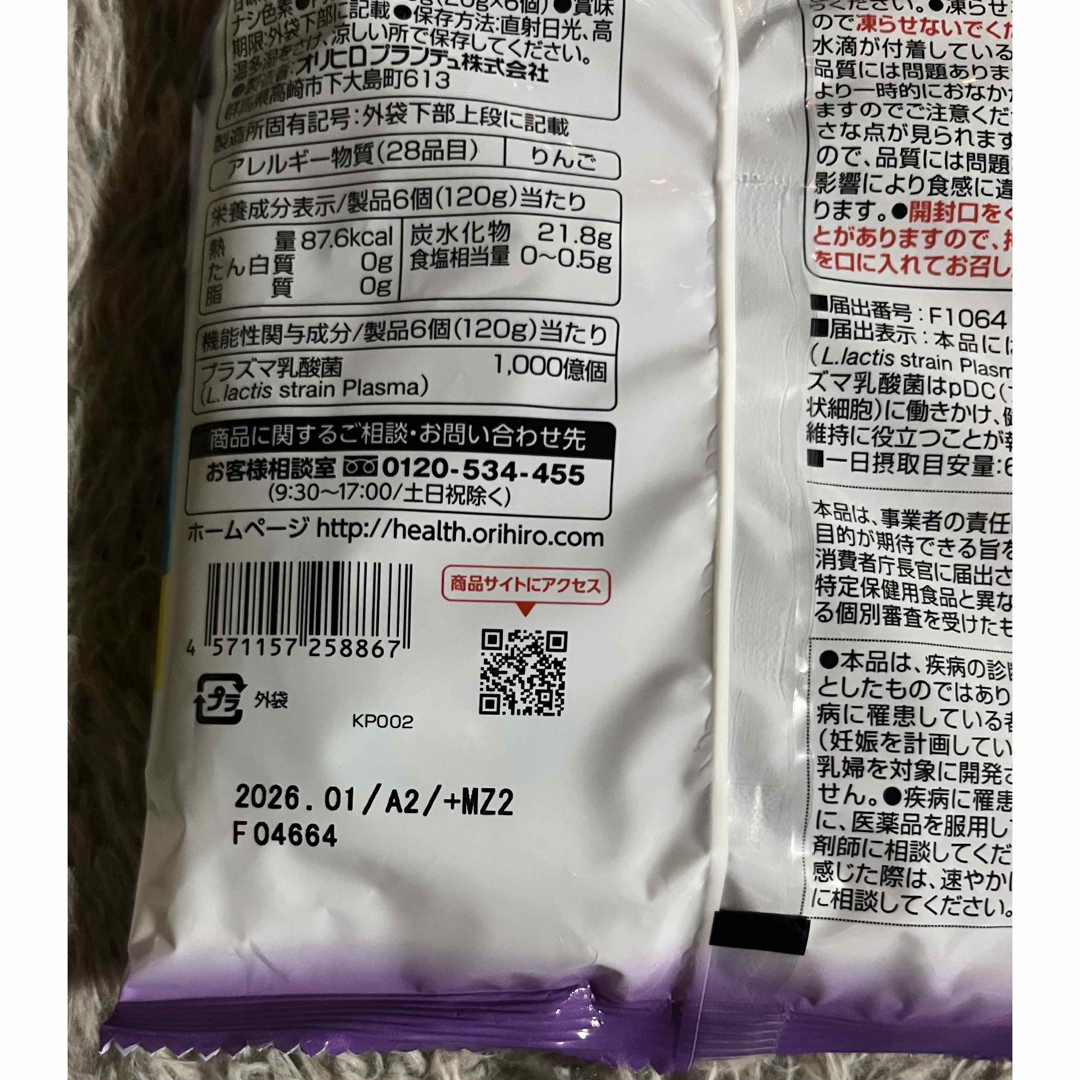 (20g×6個)●賞味
ナシ色素
期限:外袋下部に記載●保存方法:直射日光、高
温多湿をさけ、涼しい所で保存してください。
●製造者:オリヒロプランデュ株式会社
群馬県高崎市下大島町613
製造所固有記号:外袋下部上段に記載
アレルギー物質(28品目) りんご
栄養成分表示/製品6個(120g)当たり
熱量 87.6kcal 炭水化物 21.8g
たん白質 0g 食塩相当量 0〜0.5g
脂質 0g
機能性関与成分/製品6個(120g)当たり
プラズマ乳酸菌 1,000億個
(L.lactis strain Plasma)
商品に関するご相談・お問い合わせ先
お客様相談室 0120-534-455
(9:30〜17:00/土日祝除く)
ホームページ http://health.orihiro.com
商品サイトにアクセス
4 571157 258867
プラ 外袋
KP002
2026.01/A2/+MZ2
F04664
ください。●凍らせ
ので凍らせないでくだ
水滴が付着している
品質には問題ありま
より一時的におなか
ますのでご注意くだ
さな点が見られます
ので、品質には問題
影響により食感に違
ります。●開封口をく
とがありますので、押
を口に入れてお召し
■届出番号:F1064
■届出表示:本品には
(L.lactis strain Plasm
ズマ乳酸菌はpDC(
状細胞)に働きかけ、健
維持に役立つことが報
■一日摂取目安量:6
本品は、事業者の責任
目的が期待できる旨を
消費者庁長官に届出さ
特定保健用食品と異な
る個別審査を受けたも
●本品は、疾病の診断
としたものではあり
病に罹患している者
(妊娠を計画してい
乳婦を対象に開発さ
せん。●疾病に罹患
に、医薬品を服用して
剤師に相談してくだ
感じた際は、速やかに
に相談してください。